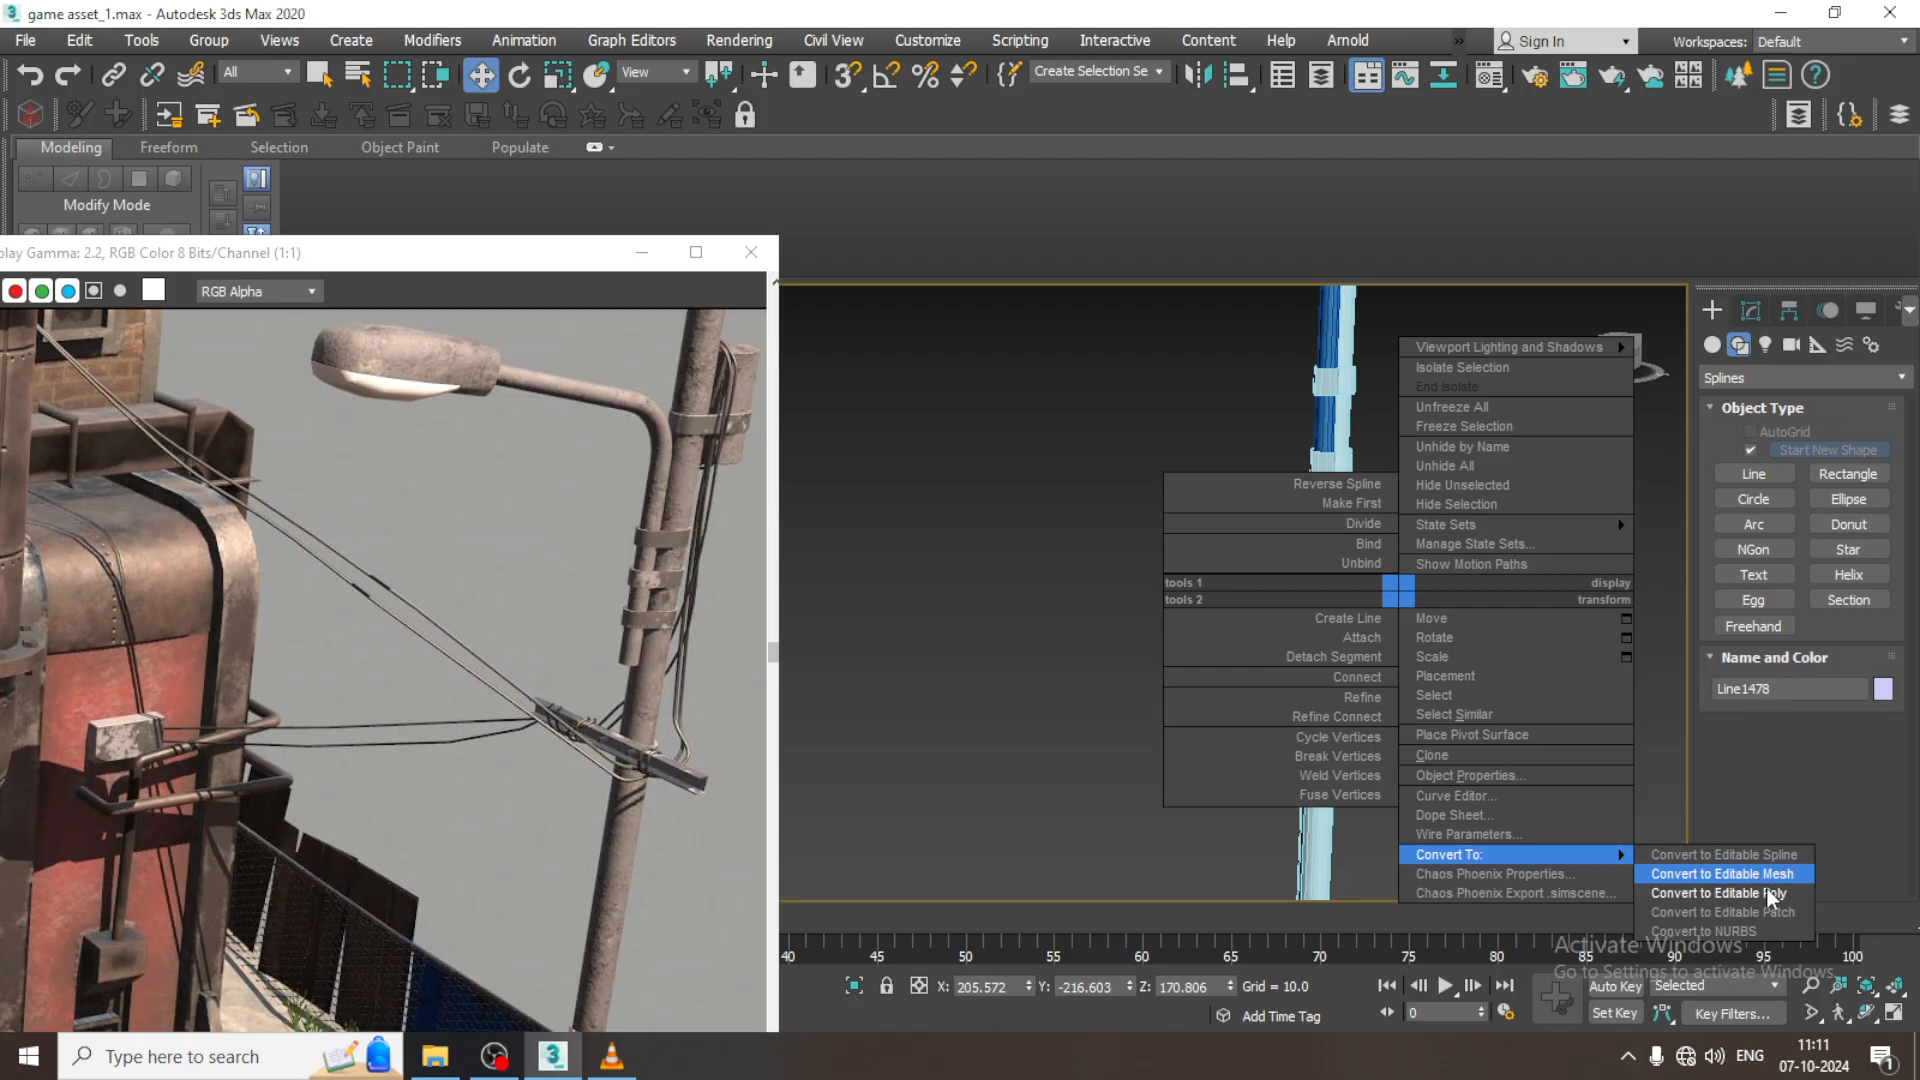 game asset_1.max - Autodesk 3ds Max 2020
File Edit Tools Group Views Create Modifiers Animation Graph Editors Rendering Civil View Customize Scripting Interactive Content Help Arnold » Sign In Workspaces: Default
All View Create Selection Se
Modeling Freeform Selection Object Paint Populate
Modify Mode
play Gamma: 2.2, RGB Color 8 Bits/Channel (1:1)
RGB Alpha
Viewport Lighting and Shadows
Isolate Selection
End Isolate
Unfreeze All
Freeze Selection
Unhide by Name
Unhide All
Hide Unselected
Hide Selection
State Sets
Manage State Sets...
Show Motion Paths
display
transform
Reverse Spline
Make First
Divide
Bind
Unbind
tools 1
tools 2
Create Line
Attach
Detach Segment
Connect
Refine
Refine Connect
Cycle Vertices
Break Vertices
Weld Vertices
Fuse Vertices
Move
Rotate
Scale
Placement
Select
Select Similar
Place Pivot Surface
Clone
Object Properties...
Curve Editor...
Dope Sheet...
Wire Parameters...
Convert To:
Chaos Phoenix Properties...
Chaos Phoenix Export .simscene...
Convert to Editable Spline
Convert to Editable Mesh
Convert to Editable Poly
Convert to Editable Patch
Convert to NURBS
Splines
Object Type
AutoGrid
Start New Shape
Line Rectangle
Circle Ellipse
Arc Donut
NGon Star
Text Helix
Egg Section
Freehand
Name and Color
Line1478
40 45 50 55 60 65 70 75 80 85 90 95 100
Activate Windows
Go to Settings to activate Windows.
X: 205.572 Y: -216.603 Z: 170.806 Grid = 10.0
Add Time Tag
0
Auto Key Selected
Set Key Key Filters...
Type here to search
ENG
11:11
07-10-2024
1